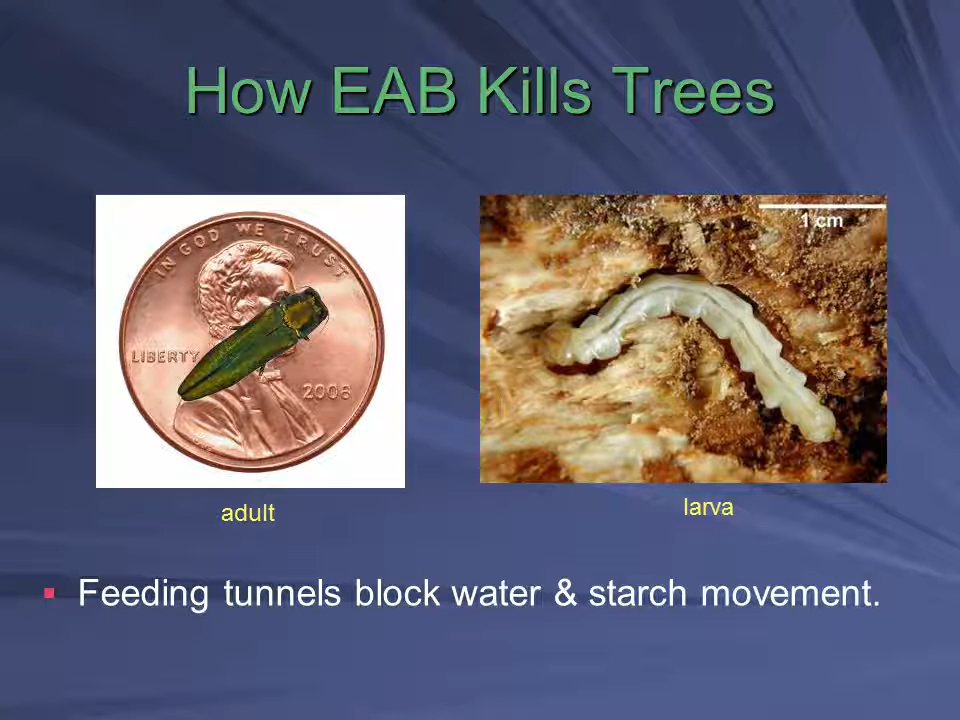 How EAB Kills Trees
IN GOD WE TRUST
LIBERTY
2006
1 cm
adult
larva
▪ Feeding tunnels block water & starch movement.